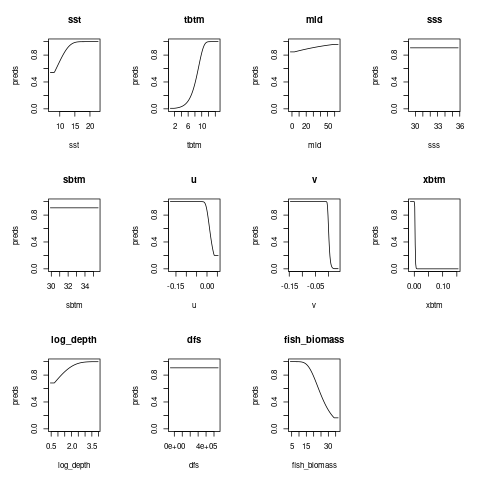 sst tbtm mld sss
preds 0.0 0.4 0.8 preds 0.0 0.4 0.8 preds 0.0 0.4 0.8 preds 0.0 0.4 0.8
10 15 20 2 6 10 0 20 50 30 33 36
sst tbtm mld sss
sbtm u v xbtm
preds 0.0 0.4 0.8 preds 0.0 0.4 0.8 preds 0.0 0.4 0.8 preds 0.0 0.4 0.8
30 32 34 -0.15 0.00 -0.15 -0.05 0.00 0.10
sbtm u v xbtm
log_depth dfs fish_biomass
preds 0.0 0.4 0.8 preds 0.0 0.4 0.8 preds 0.0 0.4 0.8
0.5 2.0 3.5 0e+00 4e+05 5 15 30
log_depth dfs fish_biomass